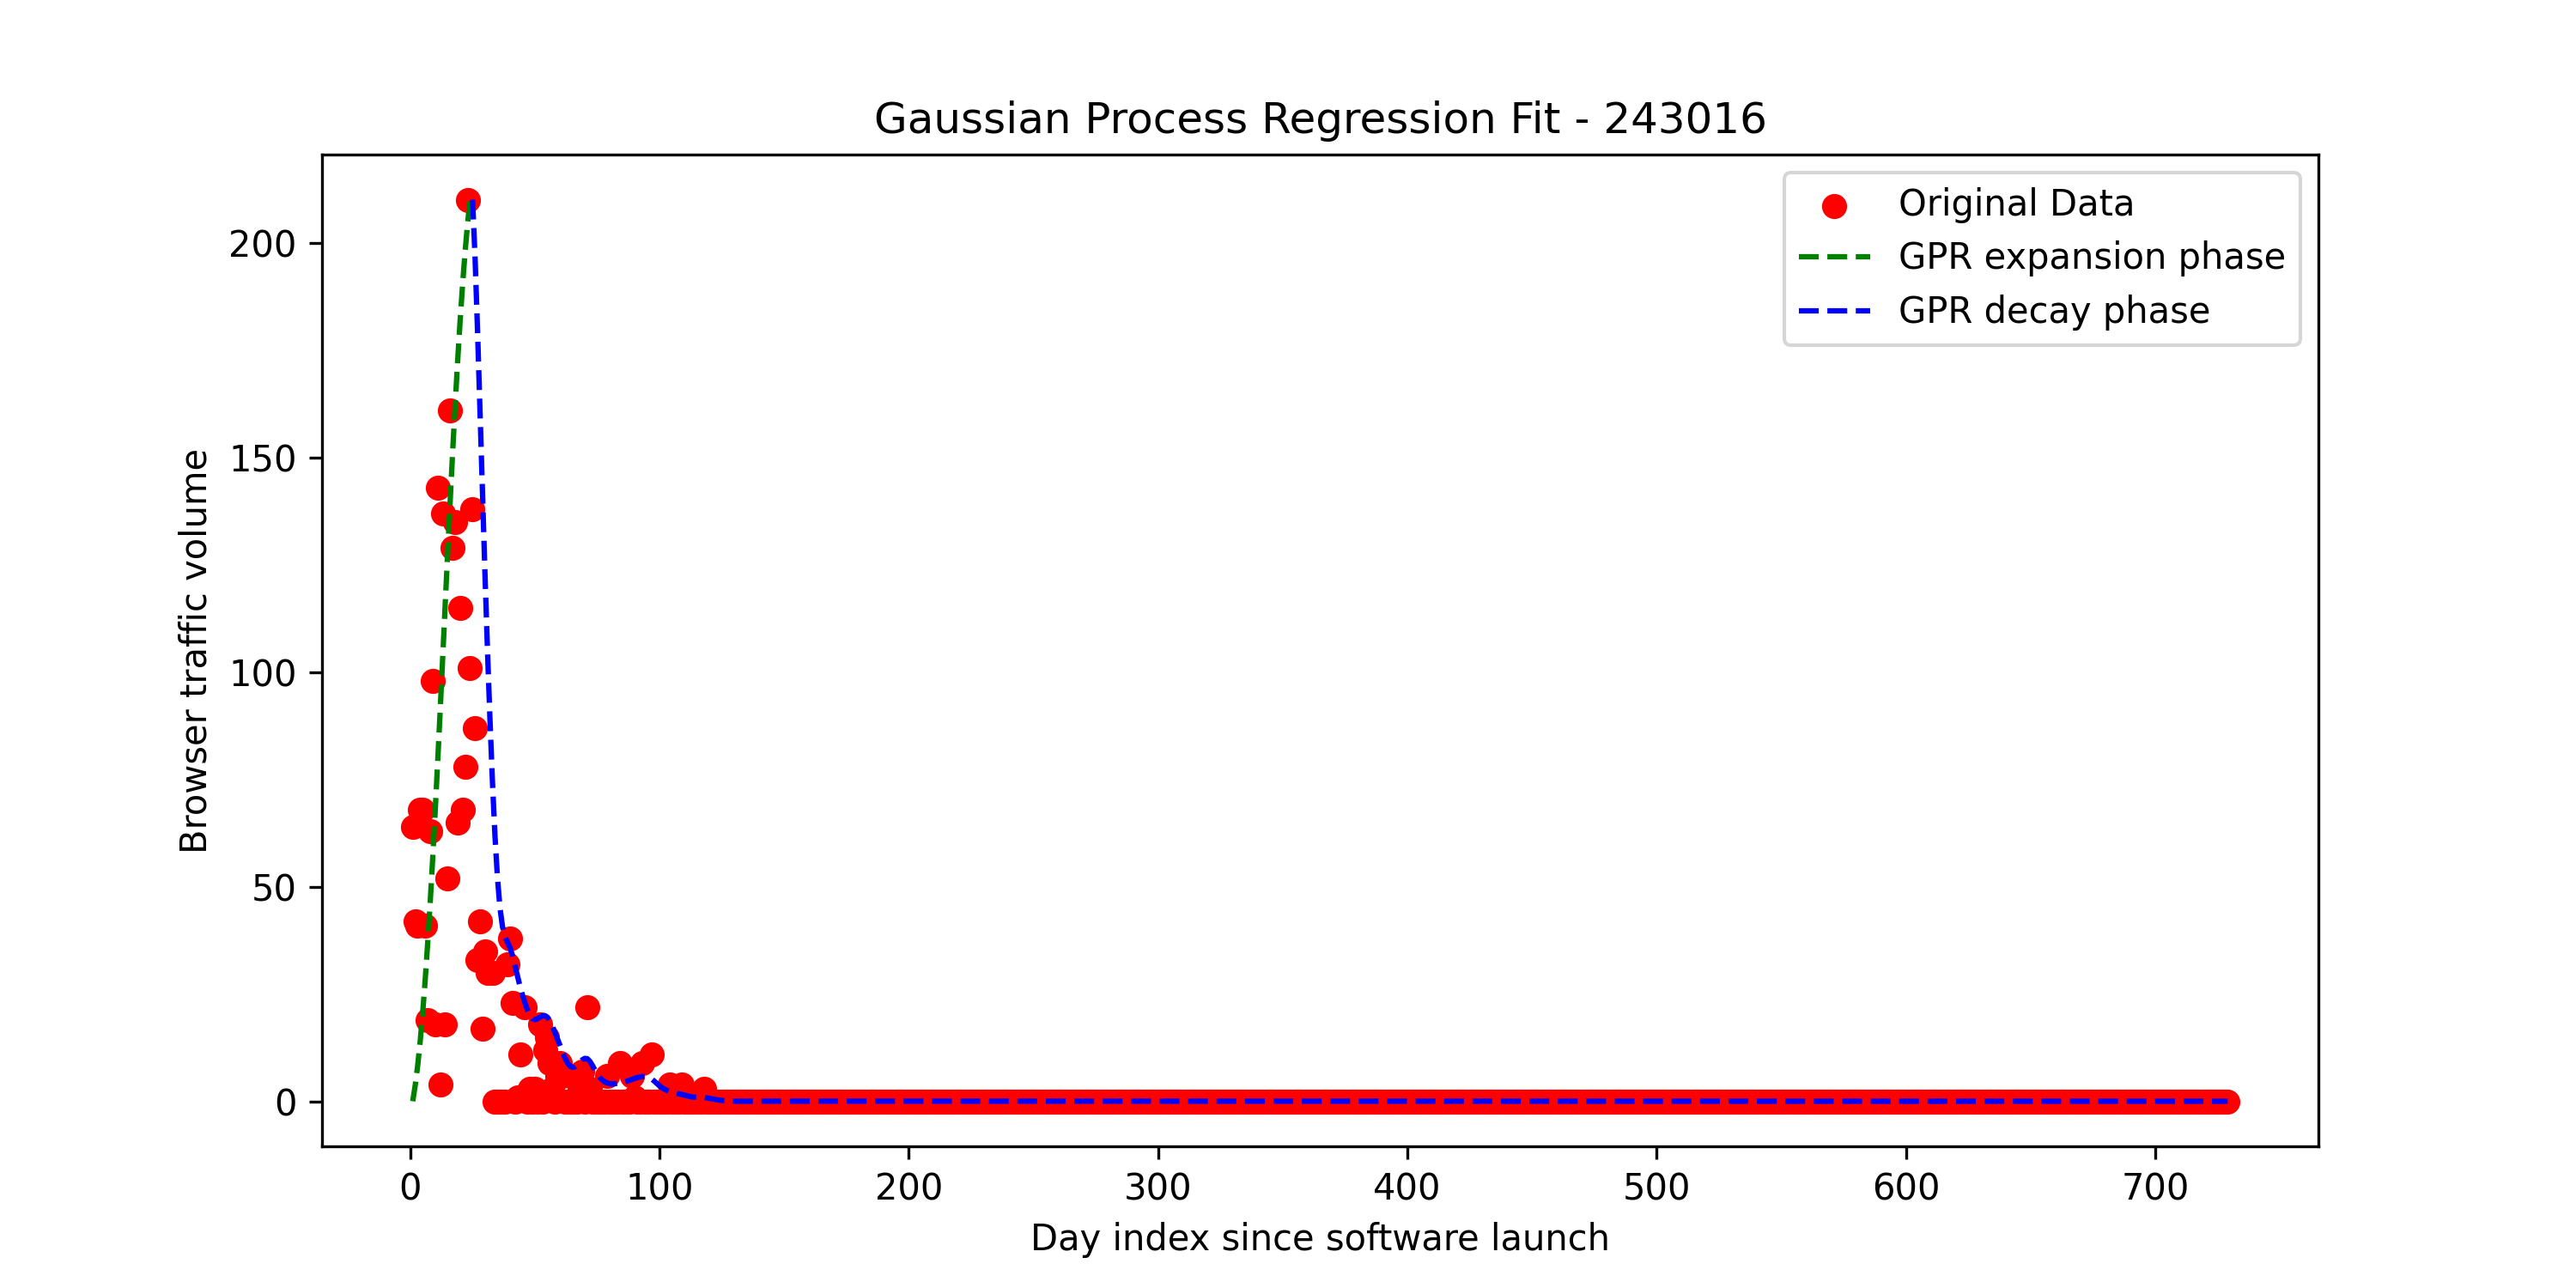 Gaussian Process Regression Fit - 243016
Original Data
GPR expansion phase
GPR decay phase
Browser traffic volume
200
150
100
50
0
0 100 200 300 400 500 600 700
Day index since software launch